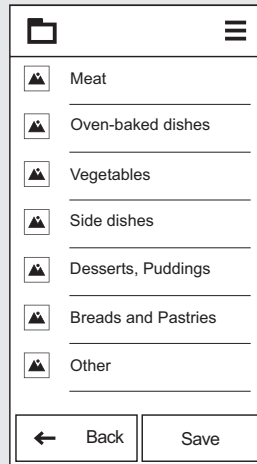 Meat
Oven-baked dishes
Vegetables
Side dishes
Desserts, Puddings
Breads and Pastries
Other
Back
Save